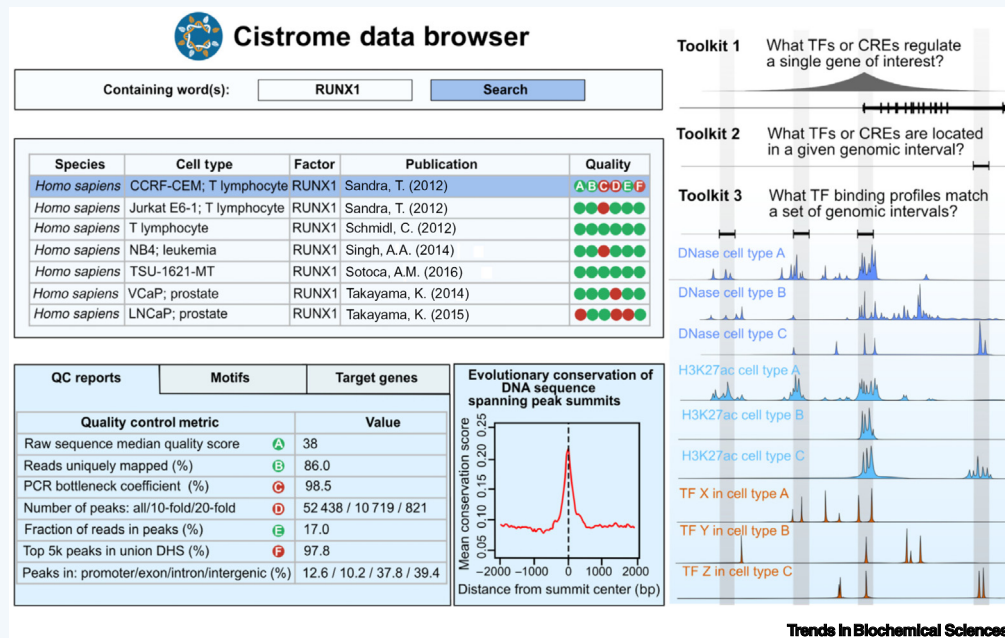 Cistrome data browser
Containing word(s): RUNX1 Search
Species Cell type Factor Publication Quality
Homo sapiens CCRF-CEM; T lymphocyte RUNX1 Sandra, T. (2012) A B C D E F
Homo sapiens Jurkat E6-1; T lymphocyte RUNX1 Sandra, T. (2012)
Homo sapiens T lymphocyte RUNX1 Schmidl, C. (2012)
Homo sapiens NB4; leukemia RUNX1 Singh, A.A. (2014)
Homo sapiens TSU-1621-MT RUNX1 Sotoca, A.M. (2016)
Homo sapiens VCaP; prostate RUNX1 Takayama, K. (2014)
Homo sapiens LNCaP; prostate RUNX1 Takayama, K. (2015)
QC reports Motifs Target genes
Quality control metric Value
Raw sequence median quality score A 38
Reads uniquely mapped (%) B 86.0
PCR bottleneck coefficient (%) C 98.5
Number of peaks: all/10-fold/20-fold D 52 438 / 10 719 / 821
Fraction of reads in peaks (%) E 17.0
Top 5k peaks in union DHS (%) F 97.8
Peaks in: promoter/exon/intron/intergenic (%) 12.6 / 10.2 / 37.8 / 39.4
Evolutionary conservation of
DNA sequence
spanning peak summits
Mean conservation score
0.25
0.20
0.15
0.10
0.05
−2000 −1000 0 1000 2000
Distance from summit center (bp)
Toolkit 1 What TFs or CREs regulate
a single gene of interest?
Toolkit 2 What TFs or CREs are located
in a given genomic interval?
Toolkit 3 What TF binding profiles match
a set of genomic intervals?
DNase cell type A
DNase cell type B
DNase cell type C
H3K27ac cell type A
H3K27ac cell type B
H3K27ac cell type C
TF X in cell type A
TF Y in cell type B
TF Z in cell type C
Trends in Biochemical Sciences